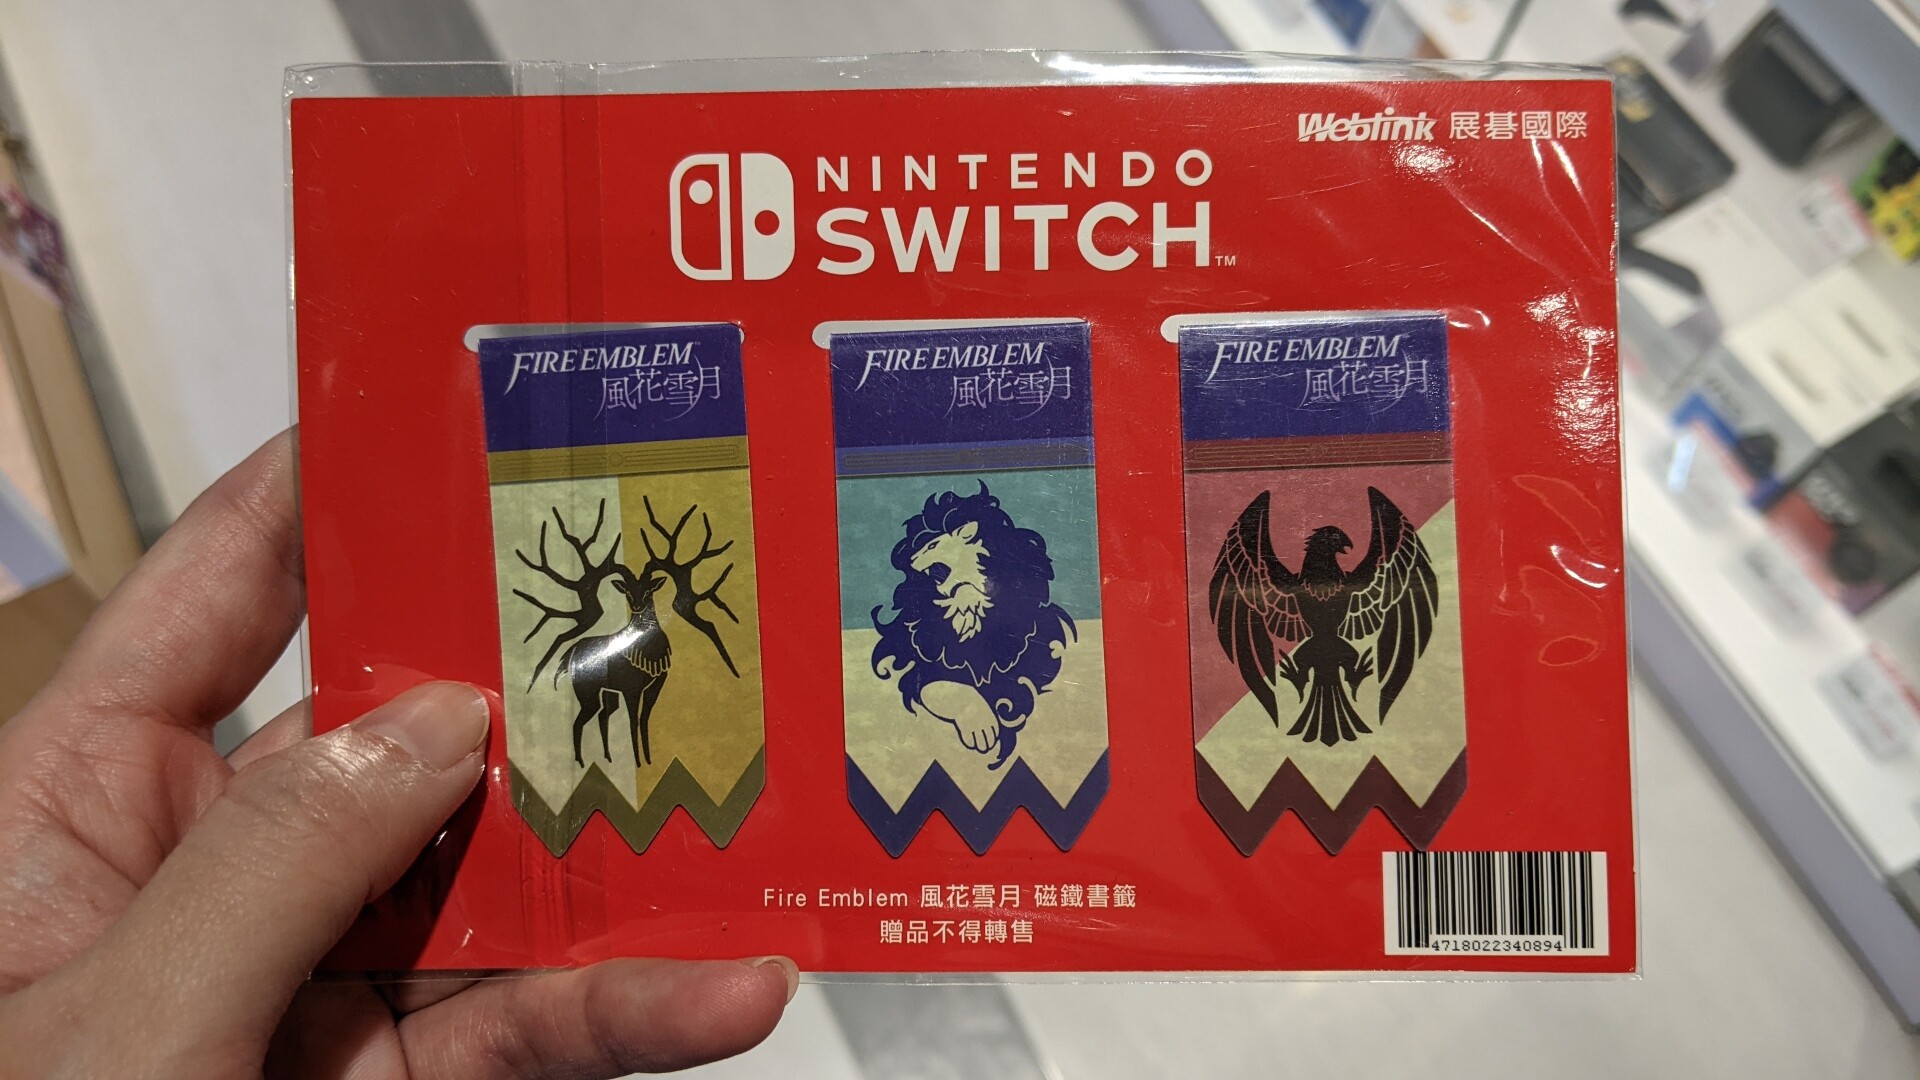 Weblink 展碁國際
NINTENDO
SWITCH™
FIRE EMBLEM
風花雪月
FIRE EMBLEM
風花雪月
FIRE EMBLEM
風花雪月
Fire Emblem 風花雪月 磁鐵書籤
贈品不得轉售
4718022340894